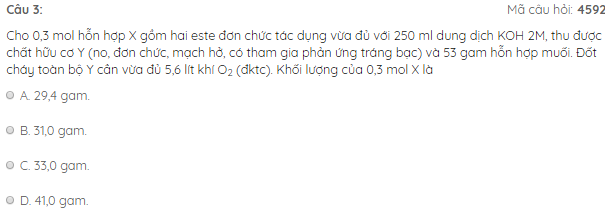 Câu 3:
Mã câu hỏi: 4592
Cho 0,3 mol hỗn hợp X gồm hai este đơn chức tác dụng vừa đủ với 250 ml dung dịch KOH 2M, thu được
chất hữu cơ Y (no, đơn chức, mạch hở, có tham gia phản ứng tráng bạc) và 53 gam hỗn hợp muối. Đốt
cháy toàn bộ Y cần vừa đủ 5,6 lít khí O₂ (đktc). Khối lượng của 0,3 mol X là
A. 29,4 gam.
B. 31,0 gam.
C. 33,0 gam.
D. 41,0 gam.